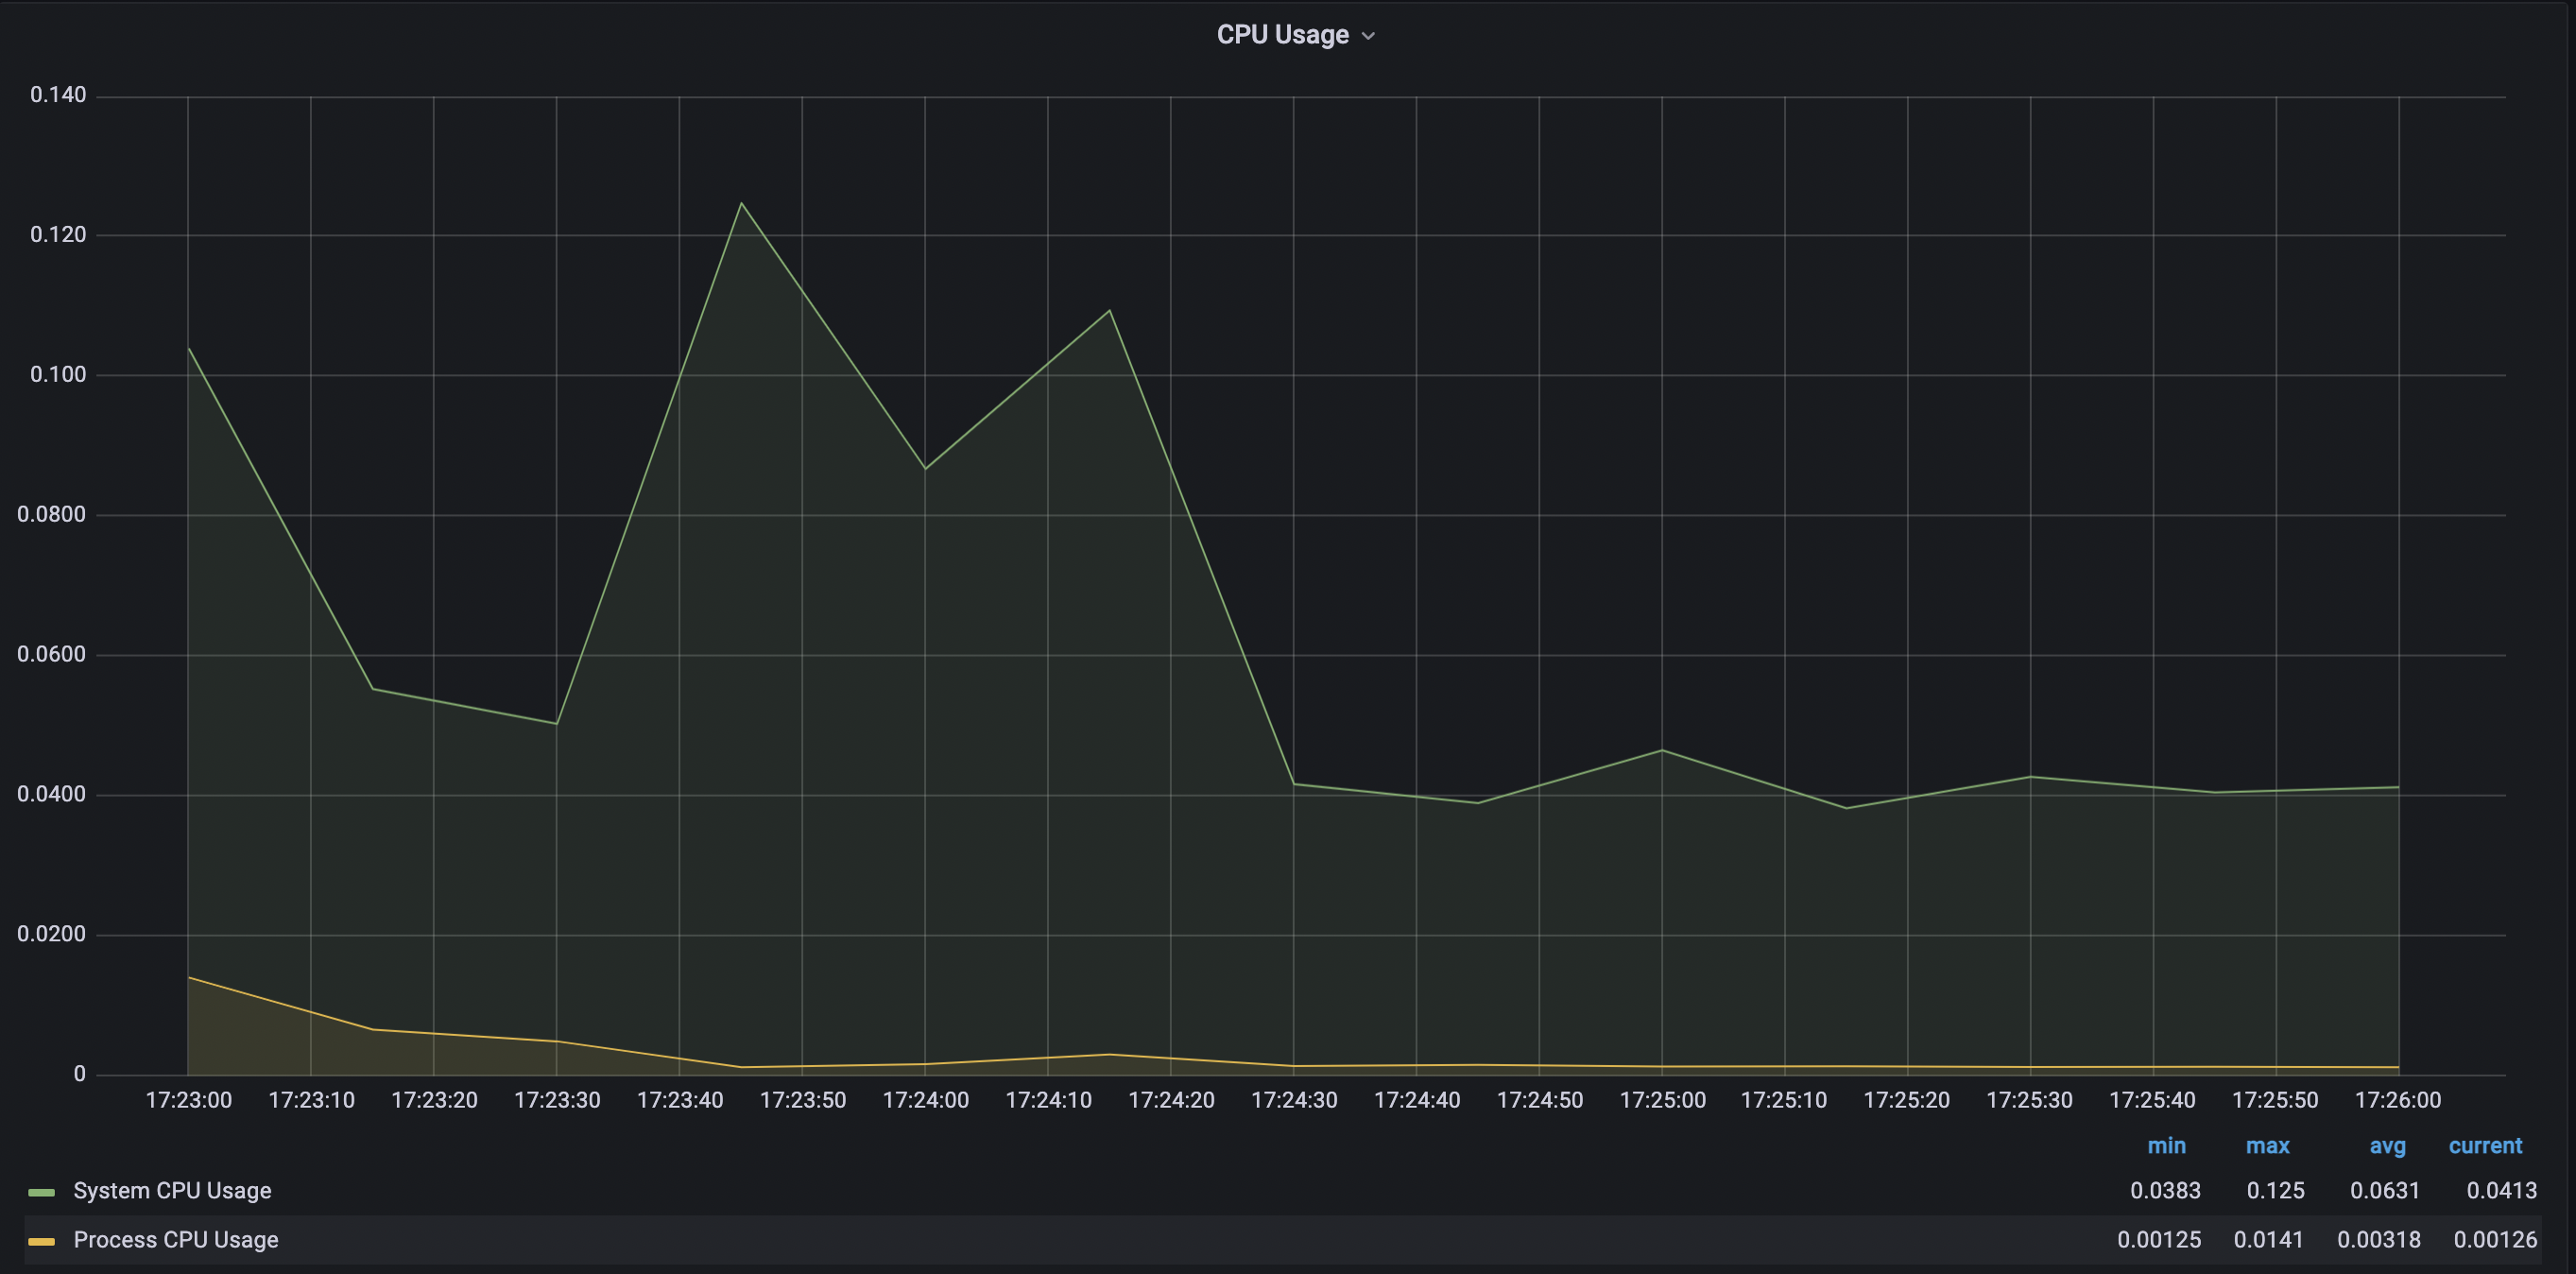 CPU Usage
0.140
0.120
0.100
0.0800
0.0600
0.0400
0.0200
0
17:23:00 17:23:10 17:23:20 17:23:30 17:23:40 17:23:50 17:24:00 17:24:10 17:24:20 17:24:30 17:24:40 17:24:50 17:25:00 17:25:10 17:25:20 17:25:30 17:25:40 17:25:50 17:26:00
min max avg current
System CPU Usage 0.0383 0.125 0.0631 0.0413
Process CPU Usage 0.00125 0.0141 0.00318 0.00126